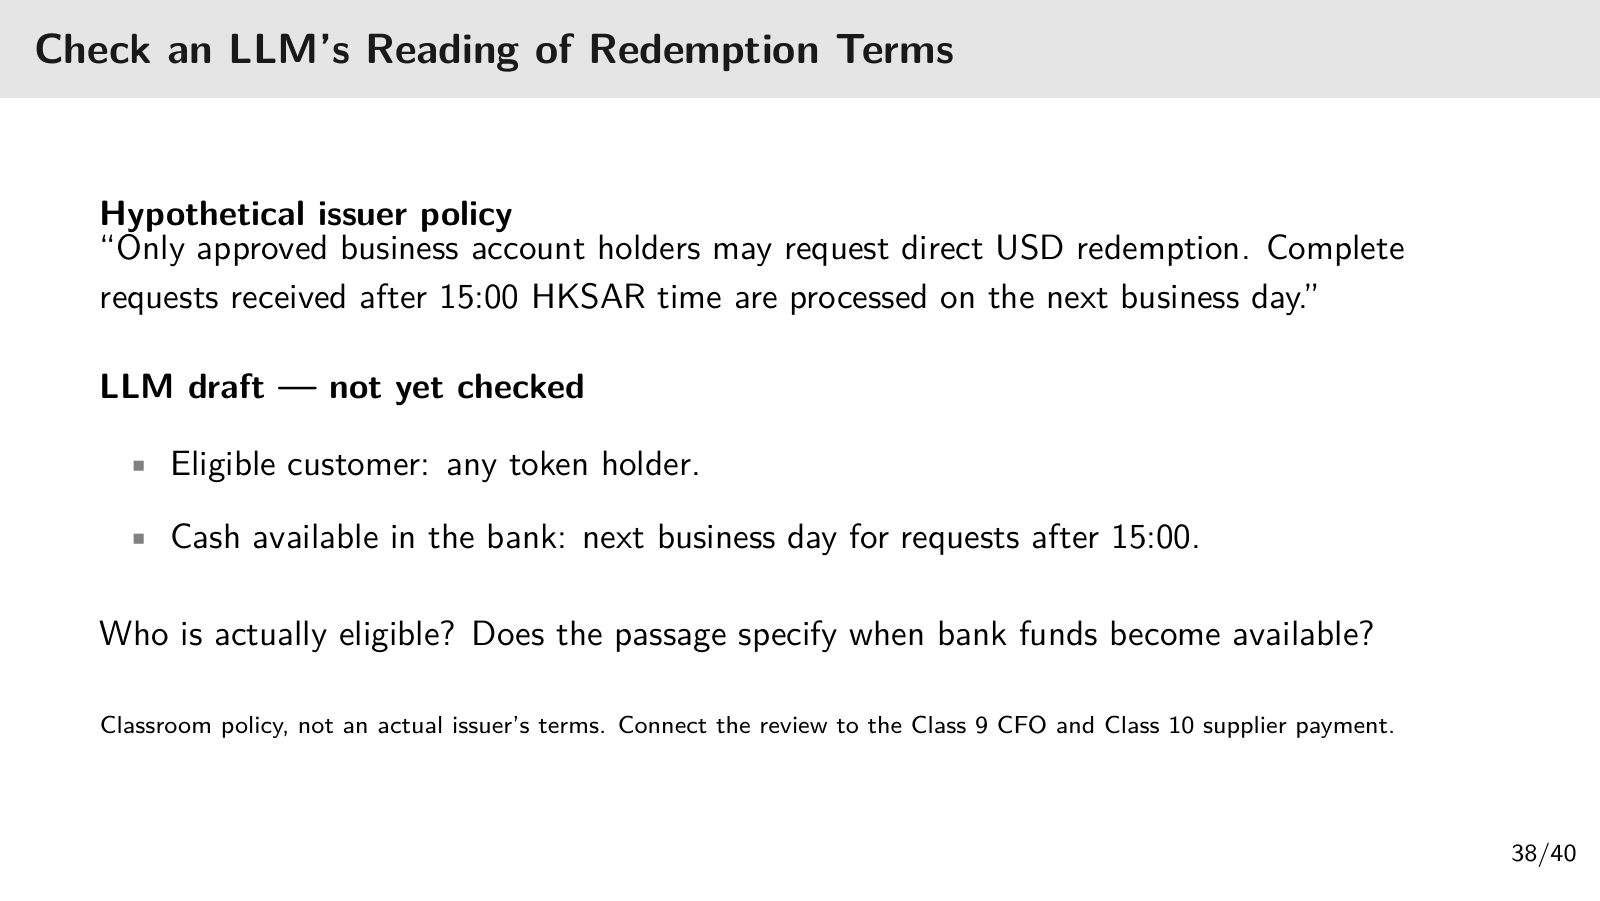 Check an LLM’s Reading of Redemption Terms
Hypothetical issuer policy
“Only approved business account holders may request direct USD redemption. Complete
requests received after 15:00 HKSAR time are processed on the next business day.”
LLM draft — not yet checked
▪ Eligible customer: any token holder.
▪ Cash available in the bank: next business day for requests after 15:00.
Who is actually eligible? Does the passage specify when bank funds become available?
Classroom policy, not an actual issuer’s terms. Connect the review to the Class 9 CFO and Class 10 supplier payment.
38/40